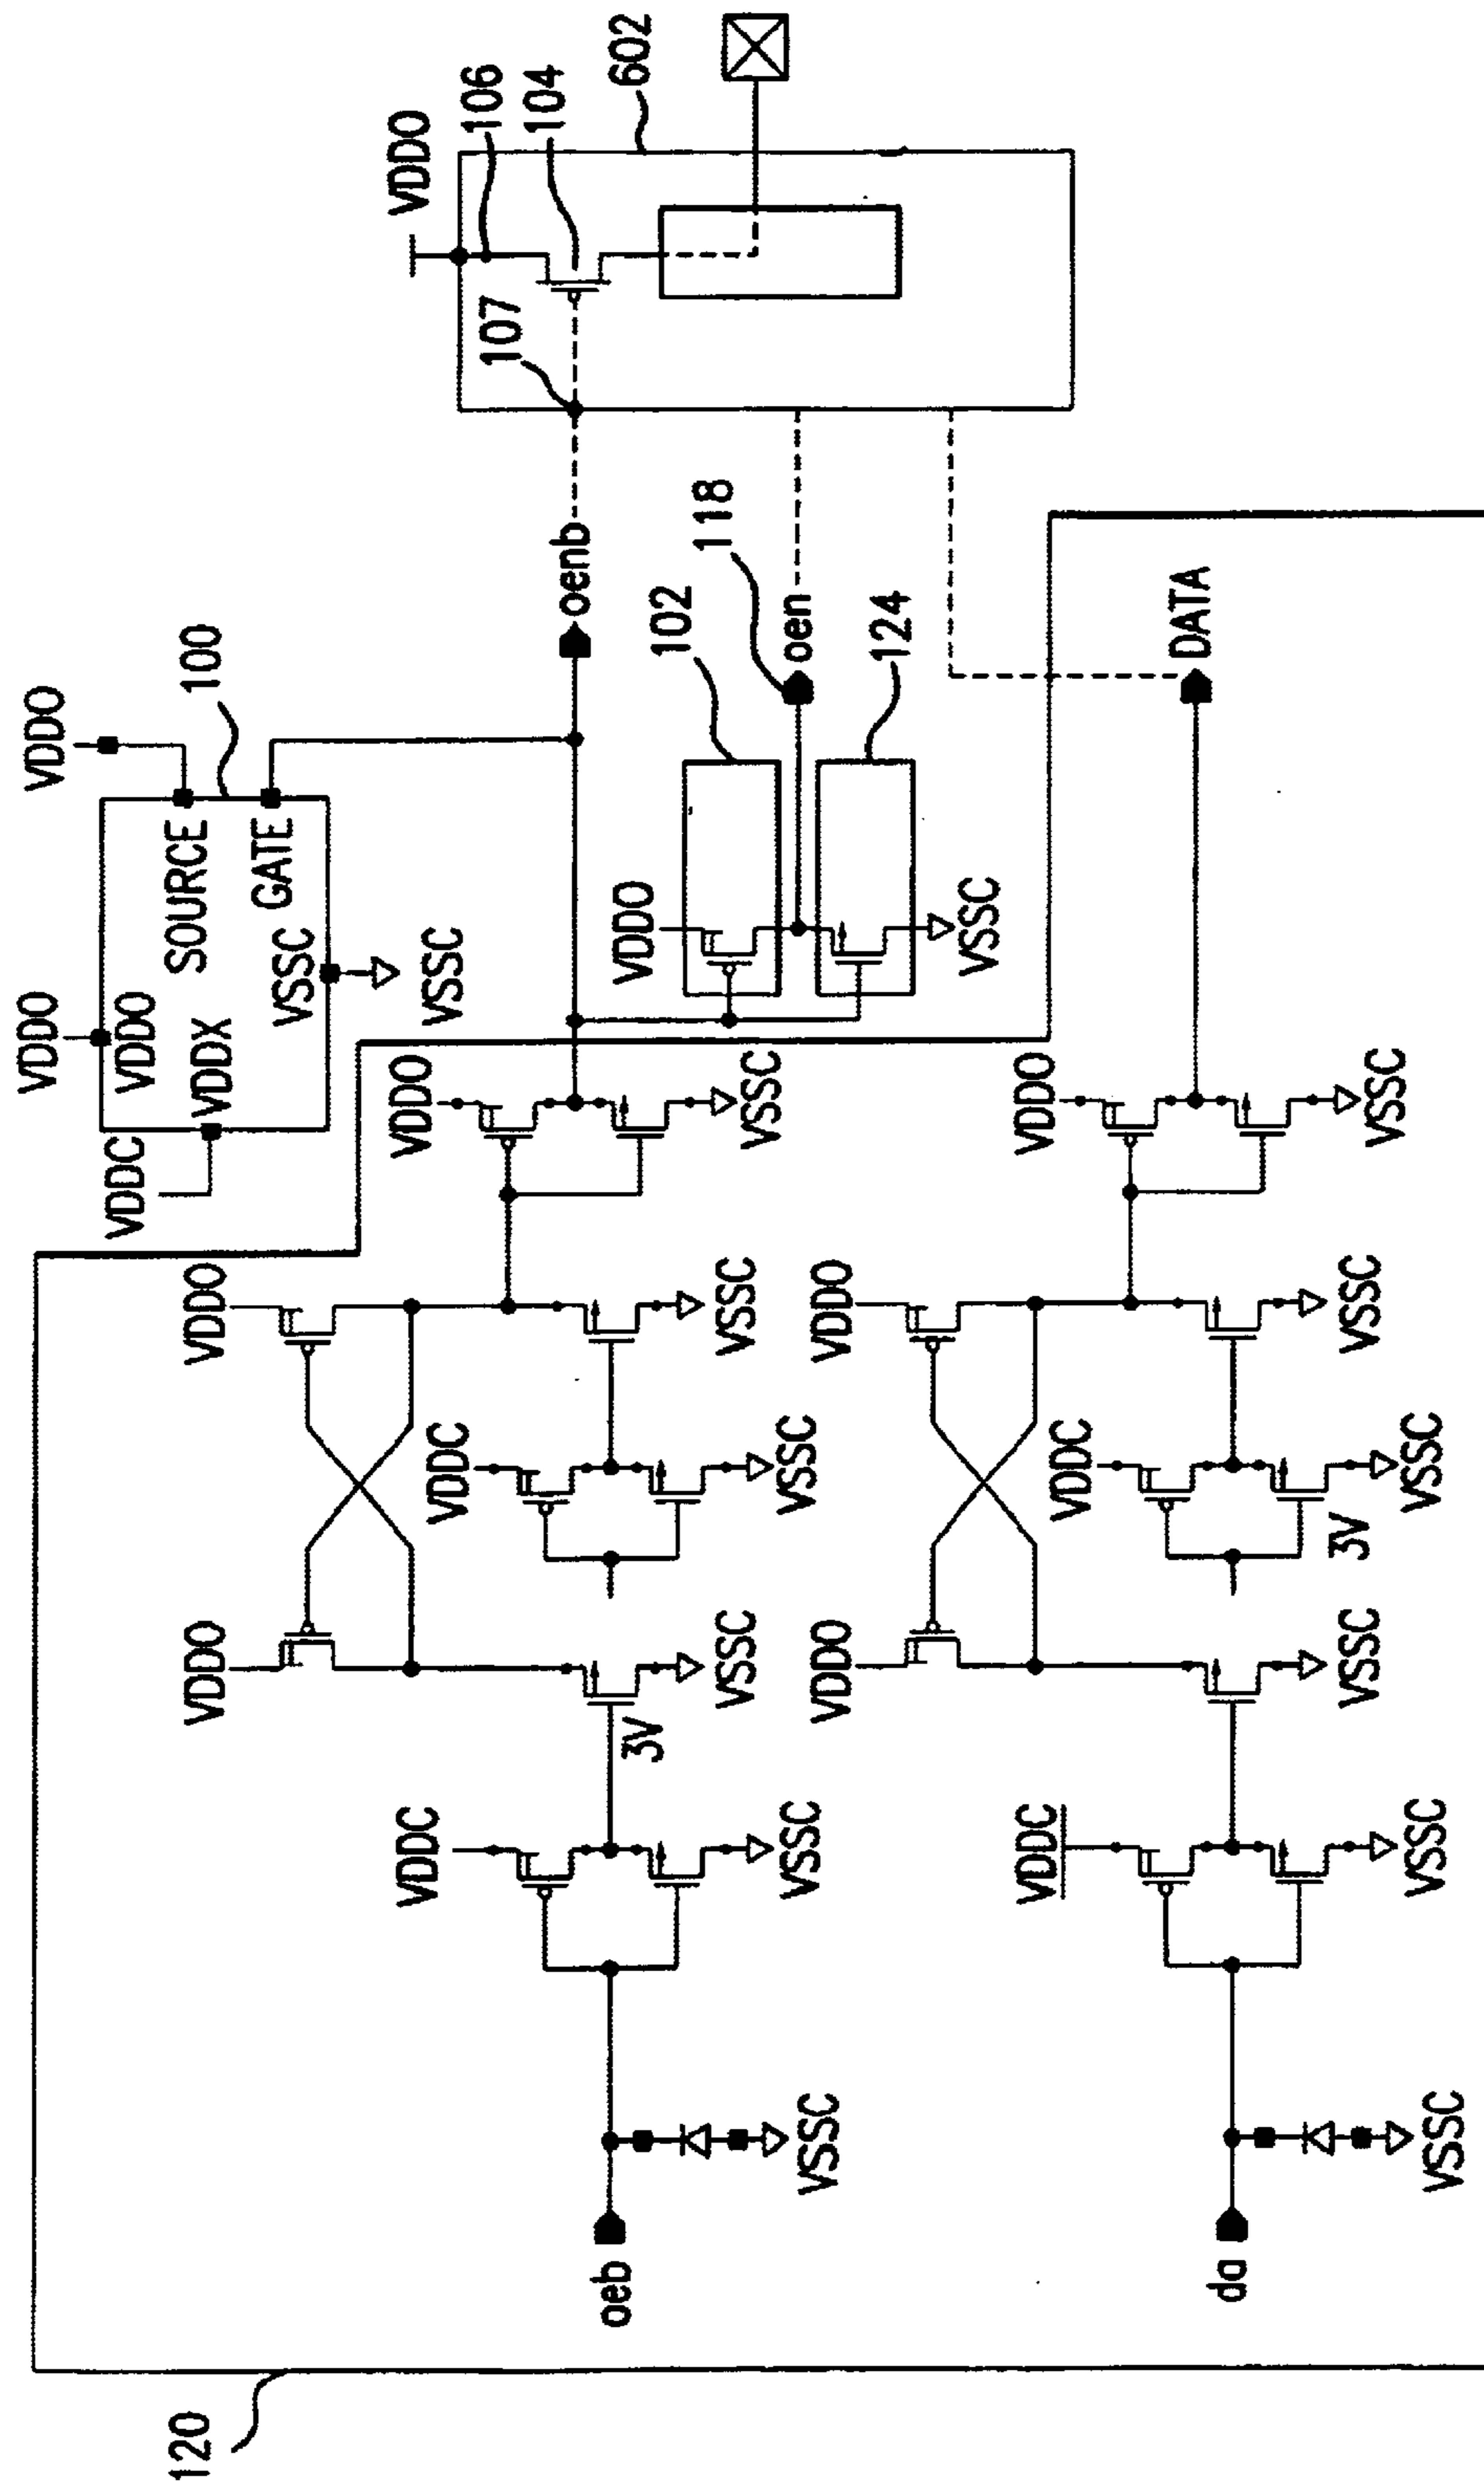 120
VDDO
VDDO
100
VDDO
SOURCE
VDDX
GATE
VDDC
VSSC
VSSC
VDDO
106
104
602
107
oenb
102
118
oen
124
VDDO
VSSC
DATA
VDDO
VDDO
VDDO
VSSC
VDDC
VDDC
3V
VSSC
VSSC
VSSC
VSSC
oeb
VSSC
VDDO
VDDO
VDDO
VSSC
VDDC
VDDC
3V
VSSC
VSSC
VSSC
VSSC
da
VSSC